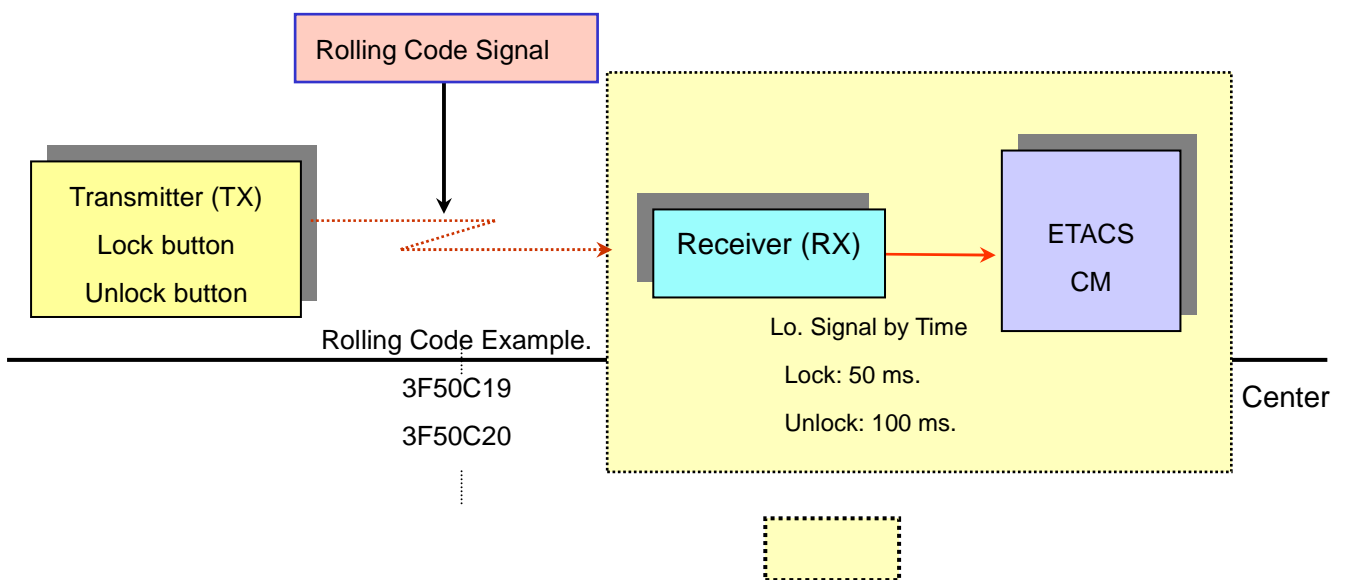 Rolling Code Signal
Transmitter (TX)
Lock button
Unlock button
Receiver (RX)
ETACS
CM
Rolling Code Example.
3F50C19
3F50C20
Lo. Signal by Time
Lock: 50 ms.
Unlock: 100 ms.
Center